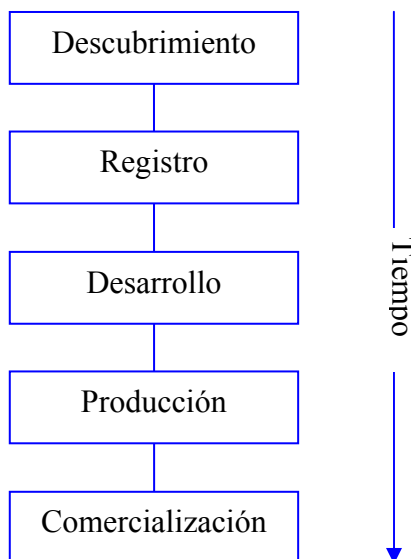 Descubrimiento
Registro
Desarrollo
Producción
Comercialización
Tiempo